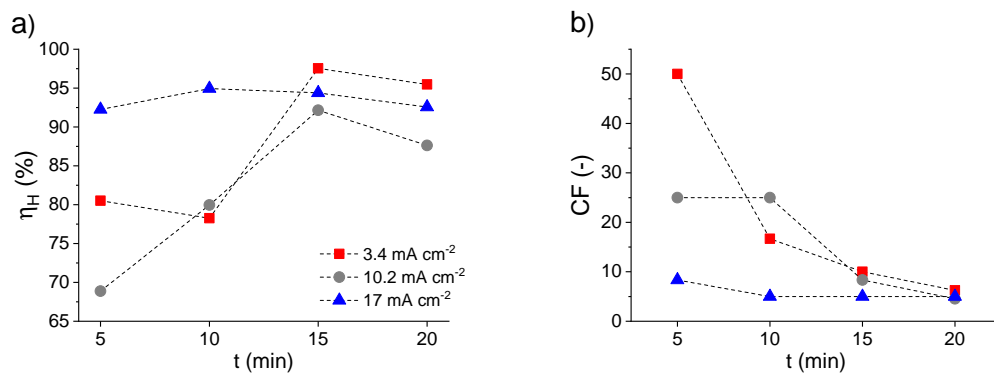 a)
η_H (%)
100
95
90
85
80
75
70
65
5 10 15 20
t (min)
3.4 mA cm⁻²
10.2 mA cm⁻²
17 mA cm⁻²
b)
CF (-)
50
40
30
20
10
0
5 10 15 20
t (min)